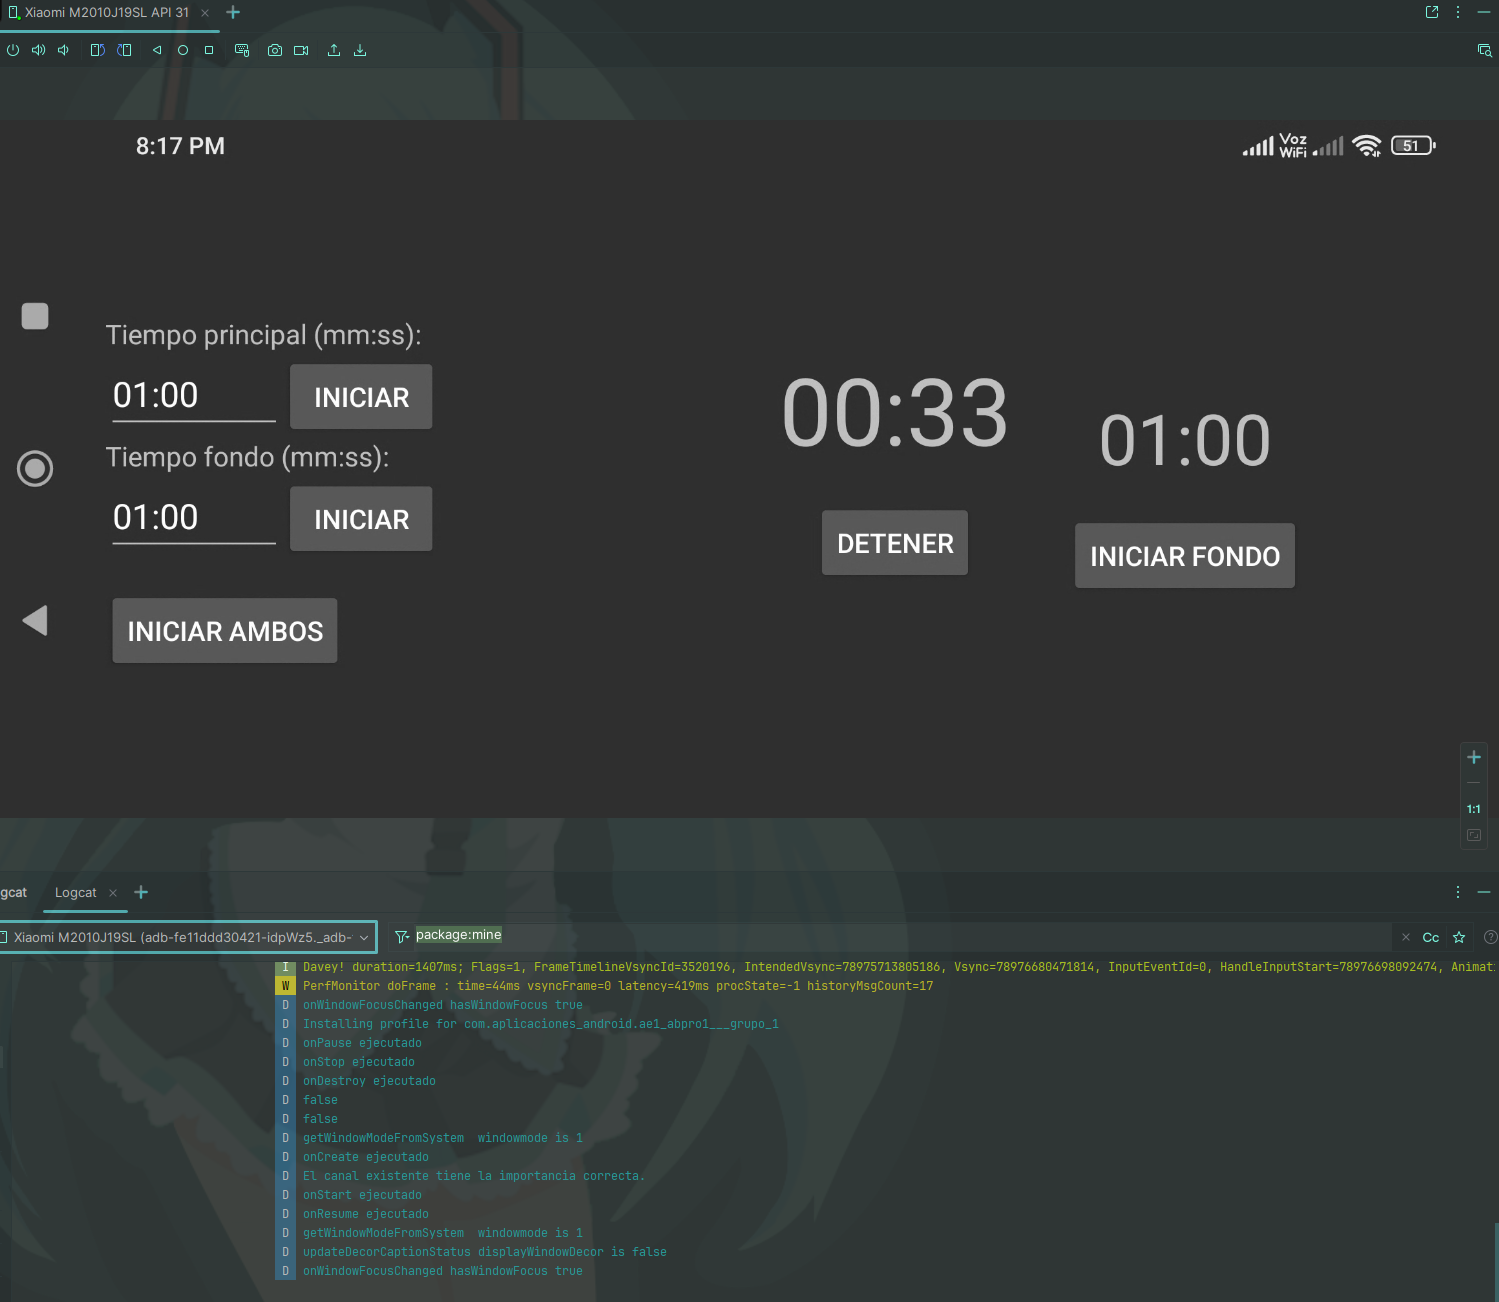 Xiaomi M2010J19SL API 31
8:17 PM
Voz
WiFi
51
Tiempo principal (mm:ss):
01:00
INICIAR
Tiempo fondo (mm:ss):
01:00
INICIAR
INICIAR AMBOS
00:33
DETENER
01:00
INICIAR FONDO
1:1
gcat
Logcat
Xiaomi M2010J19SL (adb-fe11ddd30421-idpWz5._adb-
package:mine
Cc
I Davey! duration=1407ms; Flags=1, FrameTimelineVsyncId=3520196, IntendedVsync=78975713805186, Vsync=78976680471814, InputEventId=0, HandleInputStart=78976698092474, Animati
W PerfMonitor doFrame : time=44ms vsyncFrame=0 latency=419ms procState=-1 historyMsgCount=17
D onWindowFocusChanged hasWindowFocus true
D Installing profile for com.aplicaciones_android.ae1_abpro1___grupo_1
D onPause ejecutado
D onStop ejecutado
D onDestroy ejecutado
D false
D false
D getWindowModeFromSystem  windowmode is 1
D onCreate ejecutado
D El canal existente tiene la importancia correcta.
D onStart ejecutado
D onResume ejecutado
D getWindowModeFromSystem  windowmode is 1
D updateDecorCaptionStatus displayWindowDecor is false
D onWindowFocusChanged hasWindowFocus true